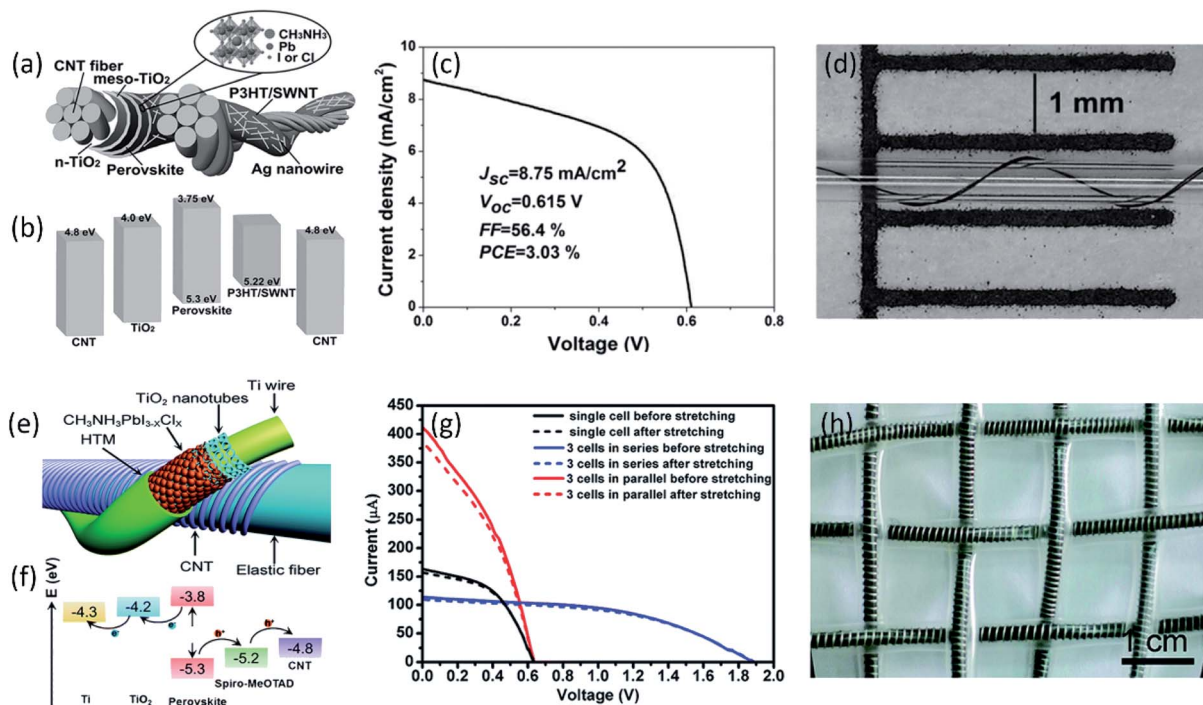 (a)
CNT fiber
meso-TiO₂
CH₃NH₃
Pb
I or Cl
P3HT/SWNT
n-TiO₂
Perovskite
Ag nanowire
(b)
4.8 eV
4.0 eV
3.75 eV
4.8 eV
5.22 eV
5.3 eV
P3HT/SWNT
Perovskite
TiO₂
CNT
CNT
(c)
Current density (mA/cm²)
10
8
6
4
2
0
J_SC=8.75 mA/cm²
V_OC=0.615 V
FF=56.4 %
PCE=3.03 %
0.0 0.2 0.4 0.6 0.8
Voltage (V)
(d)
1 mm
(e)
Ti wire
TiO₂ nanotubes
CH₃NH₃PbI₃₋ₓClₓ
HTM
CNT
Elastic fiber
(f)
E (eV)
-4.3
-4.2
-3.8
e⁻
e⁻
h⁺
h⁺
-5.3
-5.2
-4.8
CNT
Spiro-MeOTAD
Ti
TiO₂
Perovskite
(g)
Current (μA)
450
400
350
300
250
200
150
100
50
0
single cell before stretching
single cell after stretching
3 cells in series before stretching
3 cells in series after stretching
3 cells in parallel before stretching
3 cells in parallel after stretching
0.0 0.2 0.4 0.6 0.8 1.0 1.2 1.4 1.6 1.8 2.0
Voltage (V)
(h)
1 cm